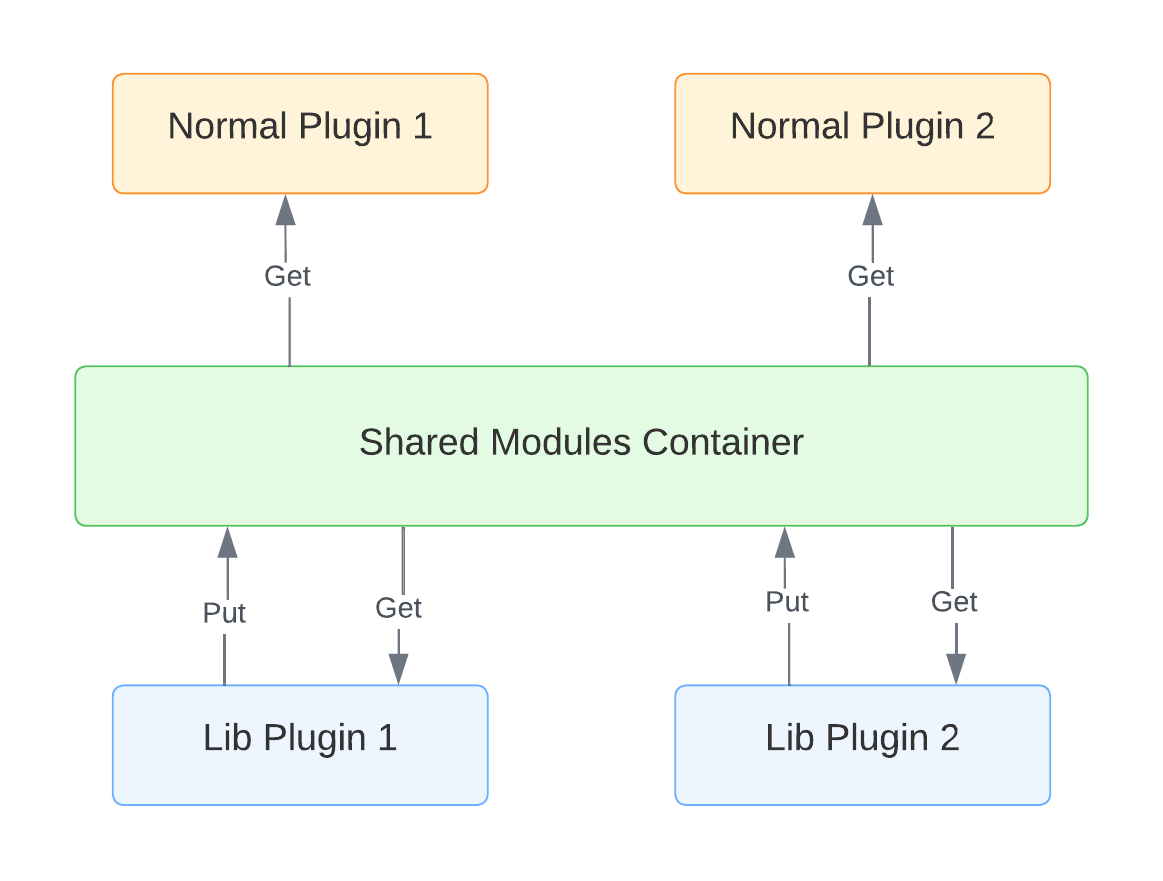 Normal Plugin 1
Normal Plugin 2
Get
Get
Shared Modules Container
Put
Get
Put
Get
Lib Plugin 1
Lib Plugin 2